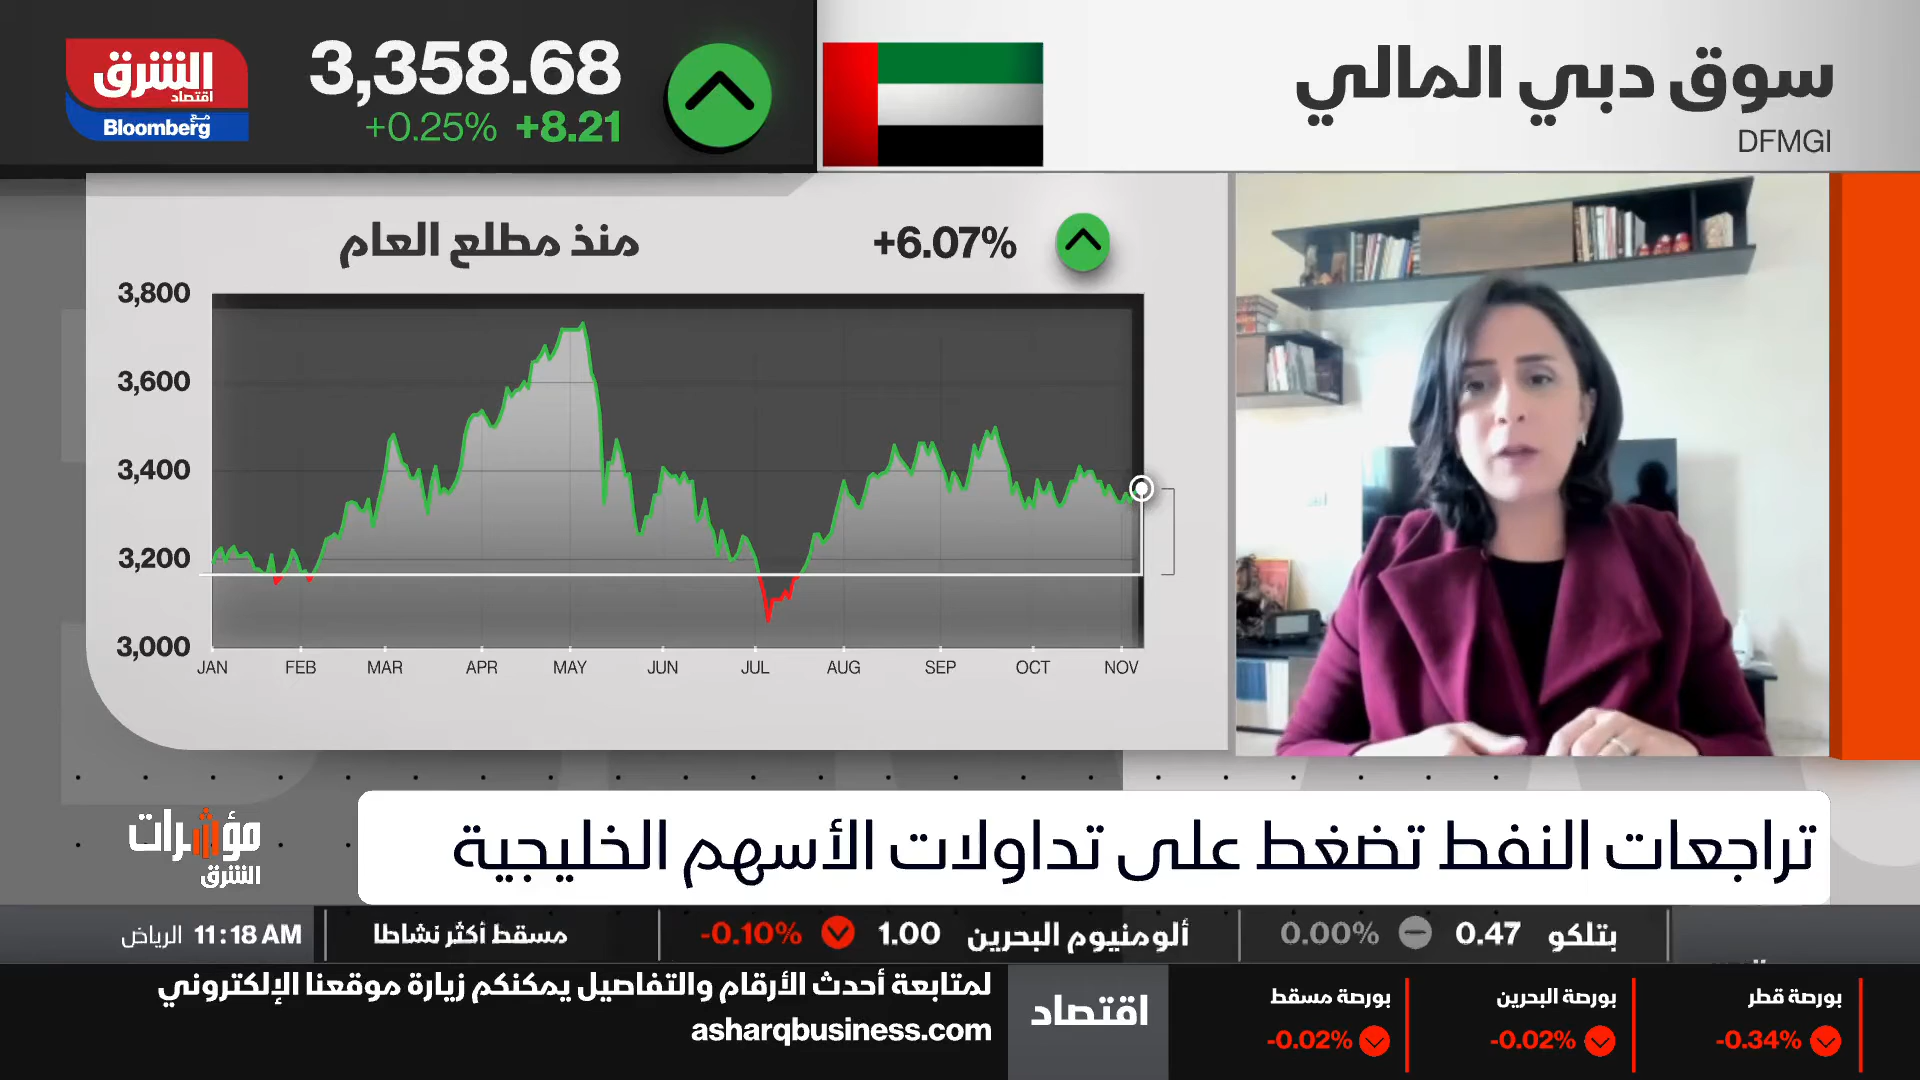 سوق دبي المالي
DFMGI
3,358.68
+0.25% +8.21
الشرق
اقتصاد
مع
Bloomberg
منذ مطلع العام
+6.07%
3,800
3,600
3,400
3,200
3,000
JAN FEB MAR APR MAY JUN JUL AUG SEP OCT NOV
تراجعات النفط تضغط على تداولات الأسهم الخليجية
مؤشرات
الشرق
بتلكو 0.47 0.00%
ألومنيوم البحرين 1.00 -0.10%
مسقط أكثر نشاطا
11:18 AM الرياض
بورصة قطر
-0.34%
بورصة البحرين
-0.02%
بورصة مسقط
-0.02%
اقتصاد
لمتابعة أحدث الأرقام والتفاصيل يمكنكم زيارة موقعنا الإلكتروني
asharqbusiness.com